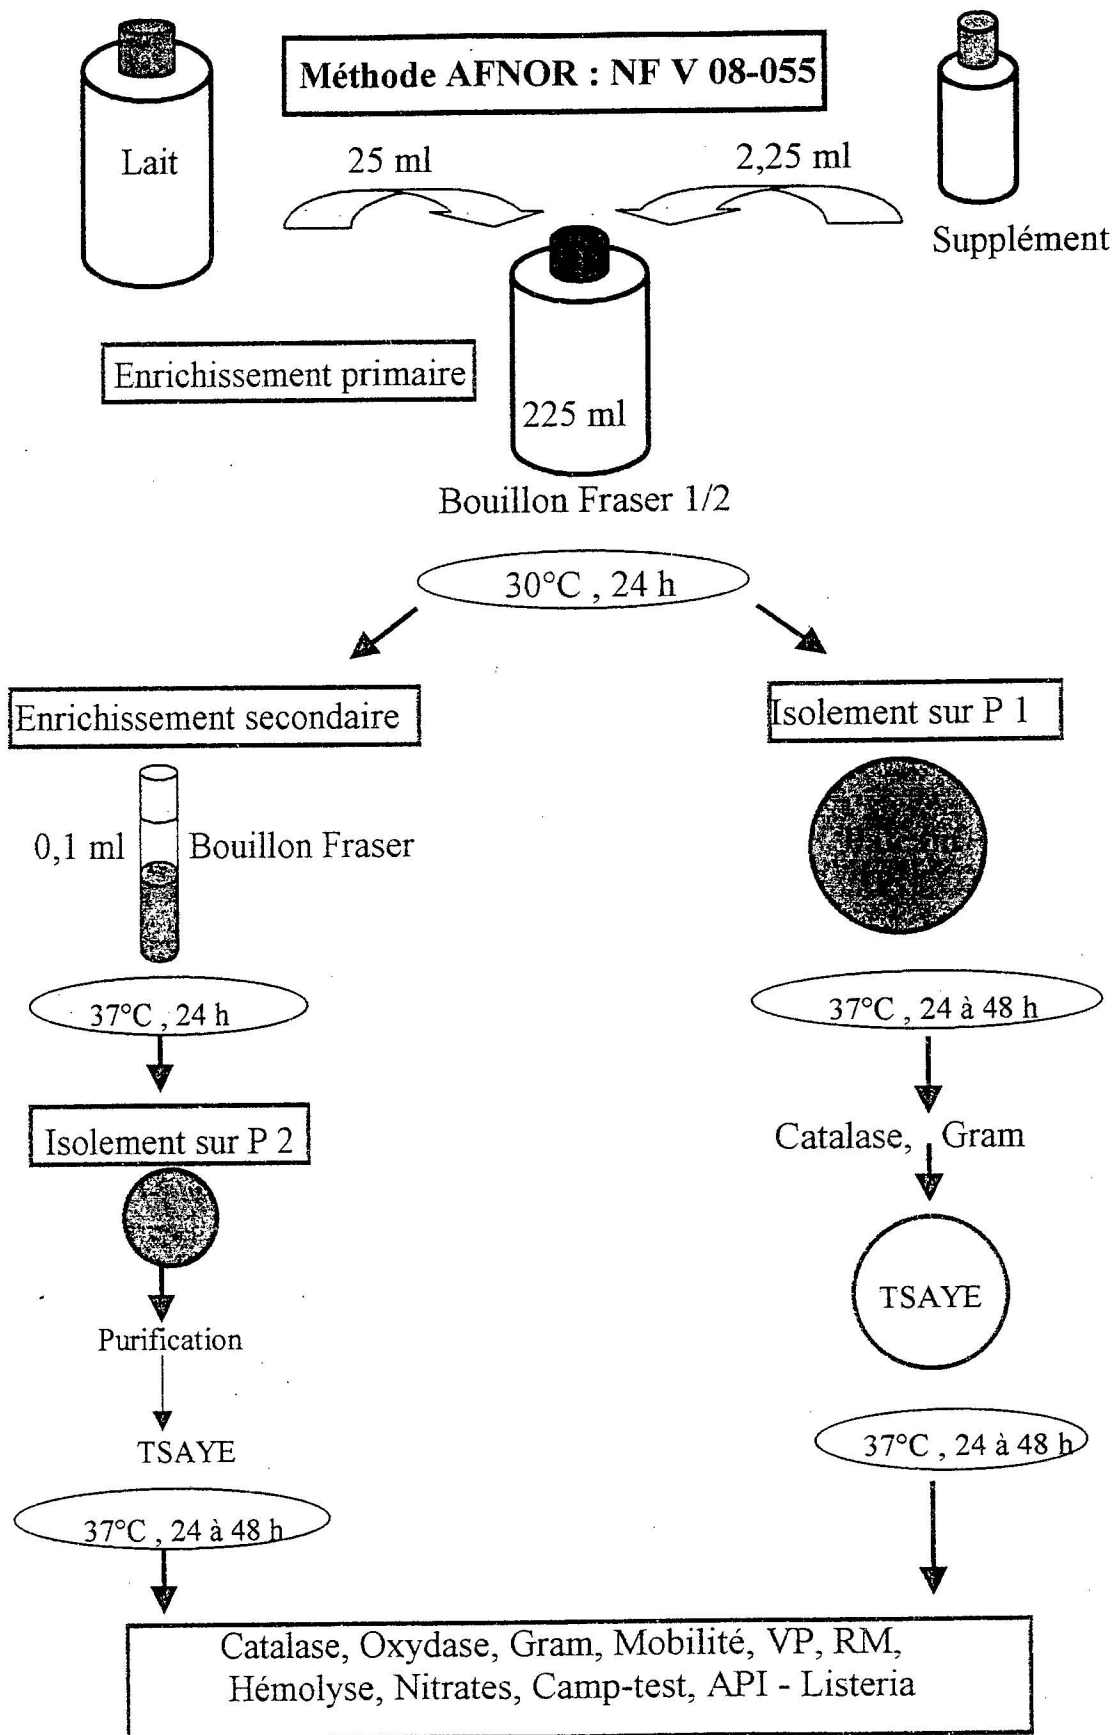 Méthode AFNOR : NF V 08-055
Lait
25 ml
2,25 ml
Supplément
Enrichissement primaire
225 ml
Bouillon Fraser 1/2
30°C , 24 h
Enrichissement secondaire
Isolement sur P 1
0,1 ml
Bouillon Fraser
37°C , 24 h
37°C , 24 à 48 h
Isolement sur P 2
Catalase, Gram
TSAYE
Purification
TSAYE
37°C , 24 à 48 h
37°C , 24 à 48 h
Catalase, Oxydase, Gram, Mobilité, VP, RM,
Hémolyse, Nitrates, Camp-test, API - Listeria